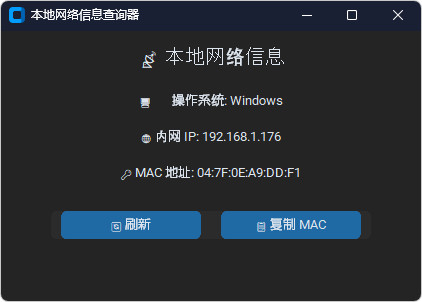 本地网络信息查询器
本地网络信息
操作系统: Windows
内网 IP: 192.168.1.176
MAC 地址: 04:7F:0E:A9:DD:F1
刷新
复制 MAC